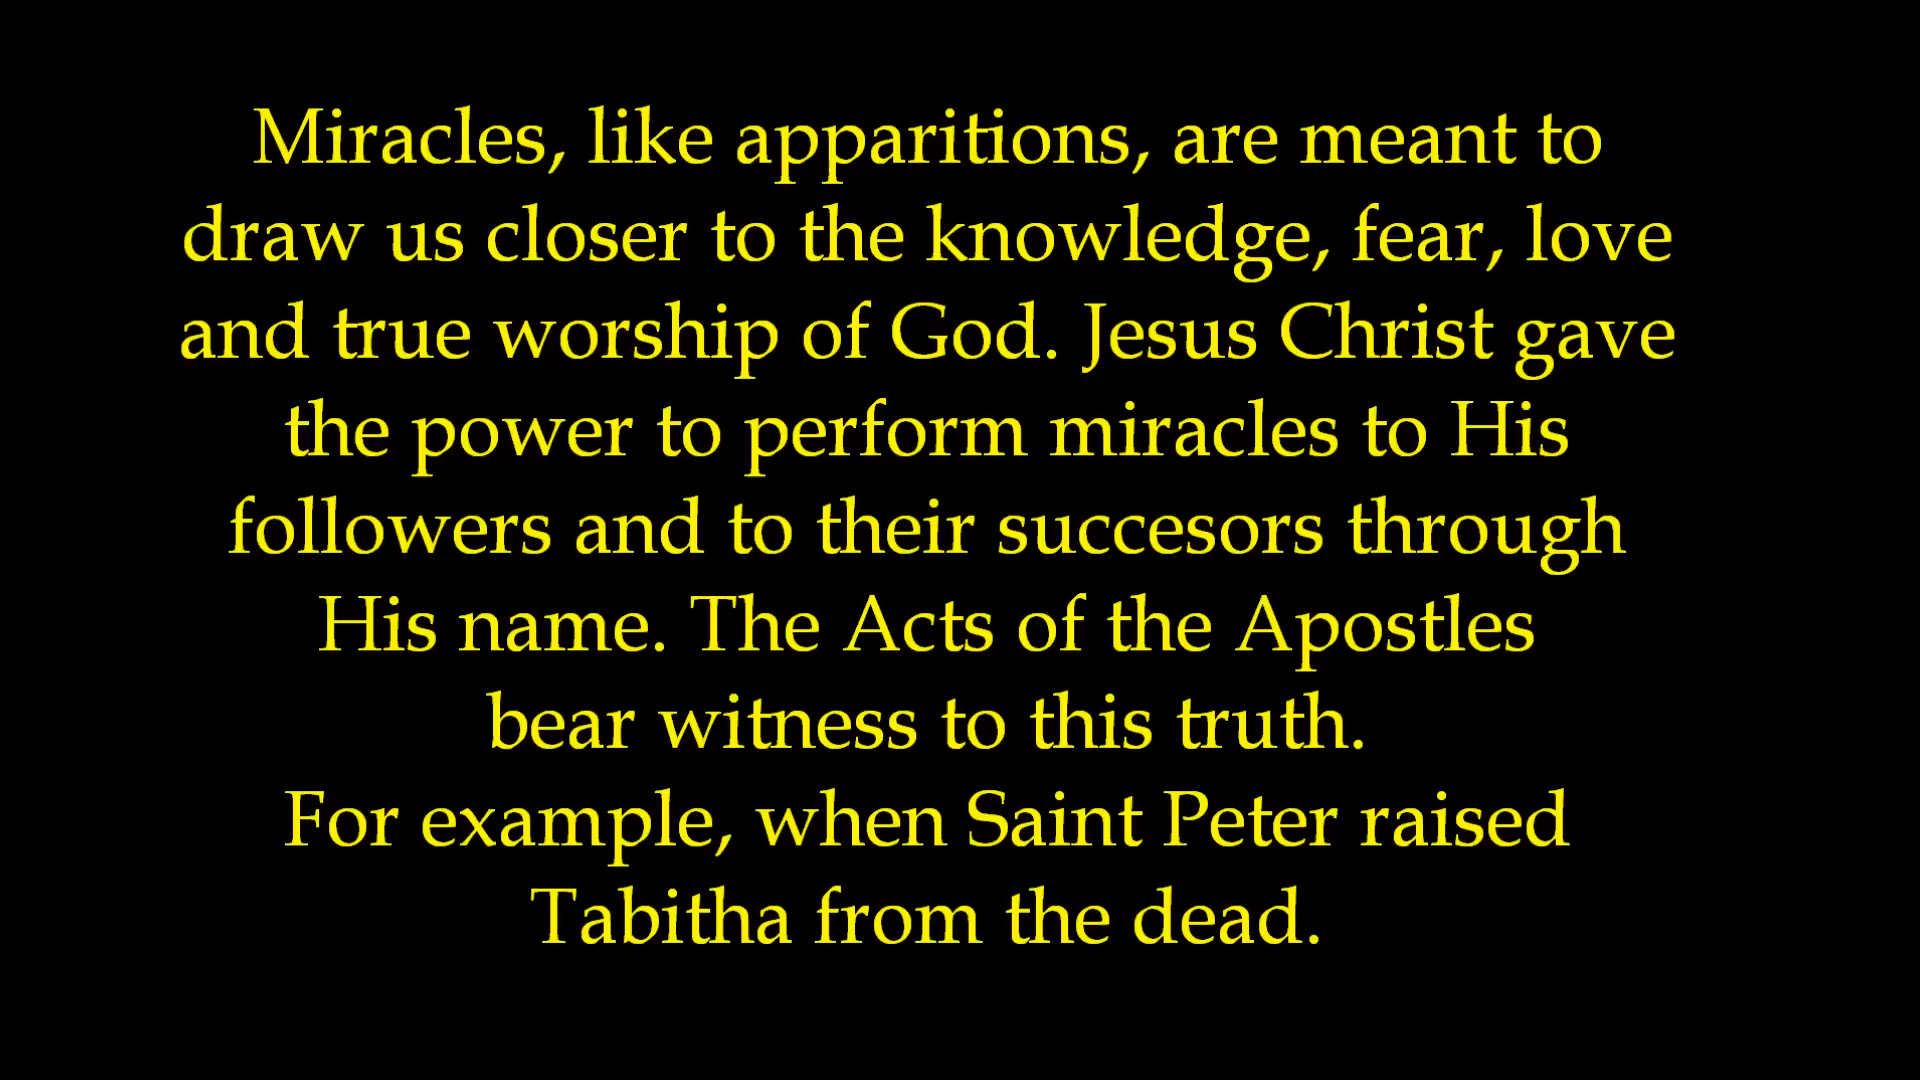 Miracles, like apparitions, are meant to
draw us closer to the knowledge, fear, love
and true worship of God. Jesus Christ gave
the power to perform miracles to His
followers and to their succesors through
His name. The Acts of the Apostles
bear witness to this truth.
For example, when Saint Peter raised
Tabitha from the dead.